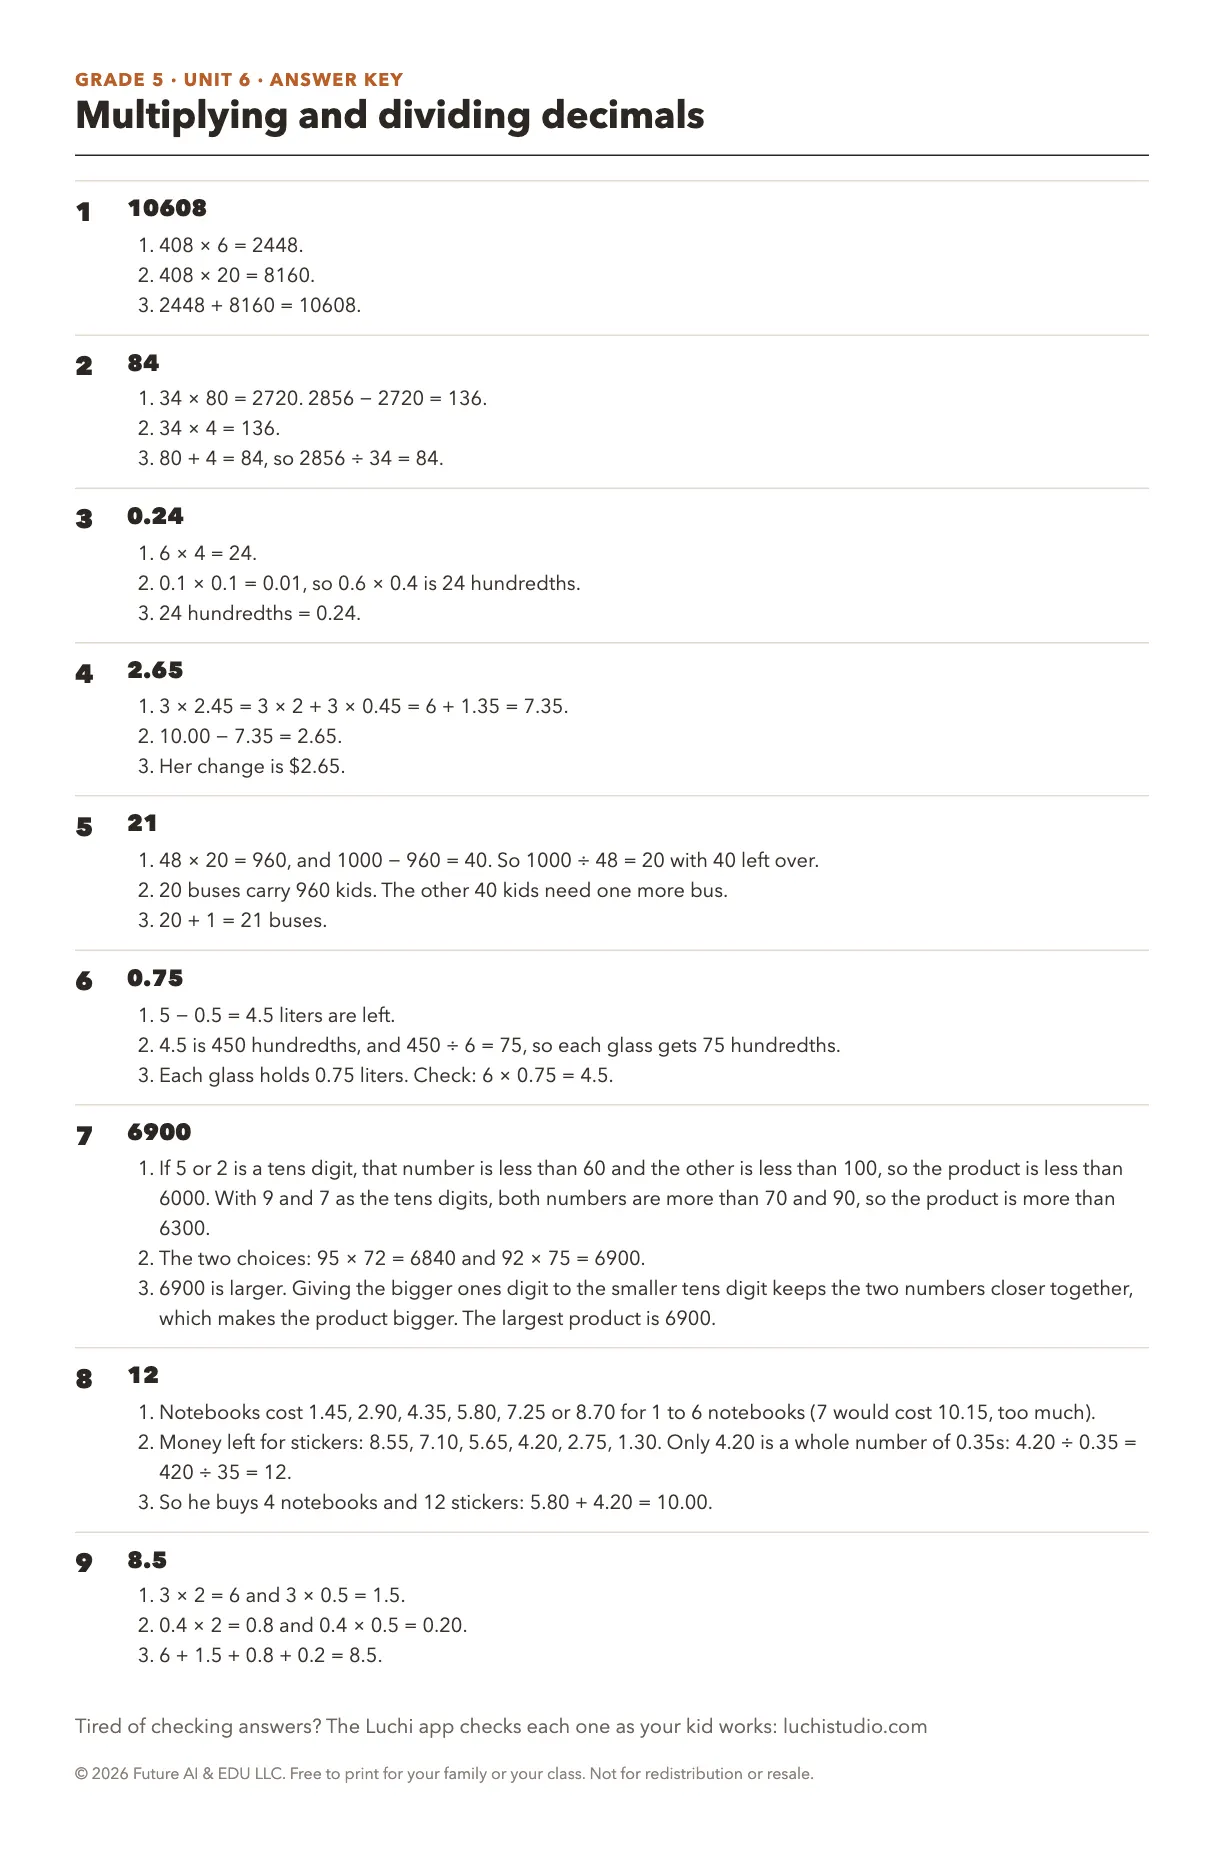 GRADE 5 · UNIT 6 · ANSWER KEY
Multiplying and dividing decimals
1 10608
1. 408 × 6 = 2448.
2. 408 × 20 = 8160.
3. 2448 + 8160 = 10608.
2 84
1. 34 × 80 = 2720. 2856 − 2720 = 136.
2. 34 × 4 = 136.
3. 80 + 4 = 84, so 2856 ÷ 34 = 84.
3 0.24
1. 6 × 4 = 24.
2. 0.1 × 0.1 = 0.01, so 0.6 × 0.4 is 24 hundredths.
3. 24 hundredths = 0.24.
4 2.65
1. 3 × 2.45 = 3 × 2 + 3 × 0.45 = 6 + 1.35 = 7.35.
2. 10.00 − 7.35 = 2.65.
3. Her change is $2.65.
5 21
1. 48 × 20 = 960, and 1000 − 960 = 40. So 1000 ÷ 48 = 20 with 40 left over.
2. 20 buses carry 960 kids. The other 40 kids need one more bus.
3. 20 + 1 = 21 buses.
6 0.75
1. 5 − 0.5 = 4.5 liters are left.
2. 4.5 is 450 hundredths, and 450 ÷ 6 = 75, so each glass gets 75 hundredths.
3. Each glass holds 0.75 liters. Check: 6 × 0.75 = 4.5.
7 6900
1. If 5 or 2 is a tens digit, that number is less than 60 and the other is less than 100, so the product is less than
6000. With 9 and 7 as the tens digits, both numbers are more than 70 and 90, so the product is more than
6300.
2. The two choices: 95 × 72 = 6840 and 92 × 75 = 6900.
3. 6900 is larger. Giving the bigger ones digit to the smaller tens digit keeps the two numbers closer together,
which makes the product bigger. The largest product is 6900.
8 12
1. Notebooks cost 1.45, 2.90, 4.35, 5.80, 7.25 or 8.70 for 1 to 6 notebooks (7 would cost 10.15, too much).
2. Money left for stickers: 8.55, 7.10, 5.65, 4.20, 2.75, 1.30. Only 4.20 is a whole number of 0.35s: 4.20 ÷ 0.35 =
420 ÷ 35 = 12.
3. So he buys 4 notebooks and 12 stickers: 5.80 + 4.20 = 10.00.
9 8.5
1. 3 × 2 = 6 and 3 × 0.5 = 1.5.
2. 0.4 × 2 = 0.8 and 0.4 × 0.5 = 0.20.
3. 6 + 1.5 + 0.8 + 0.2 = 8.5.
Tired of checking answers? The Luchi app checks each one as your kid works: luchistudio.com
© 2026 Future AI & EDU LLC. Free to print for your family or your class. Not for redistribution or resale.